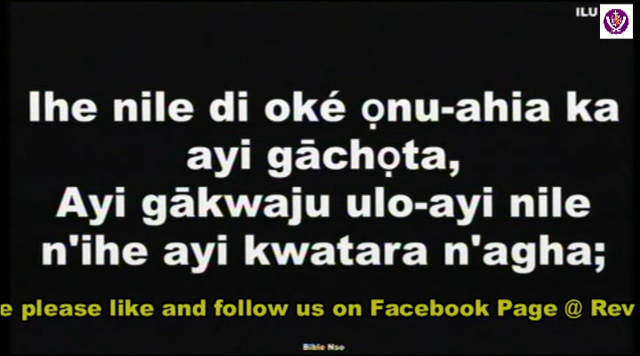 ILU
Ihe nile di oké ọnu-ahia ka
ayi gāchọta,
Ayi gākwaju ulo-ayi nile
n'ihe ayi kwatara n'agha;
e please like and follow us on Facebook Page @ Rev
Bible Nso